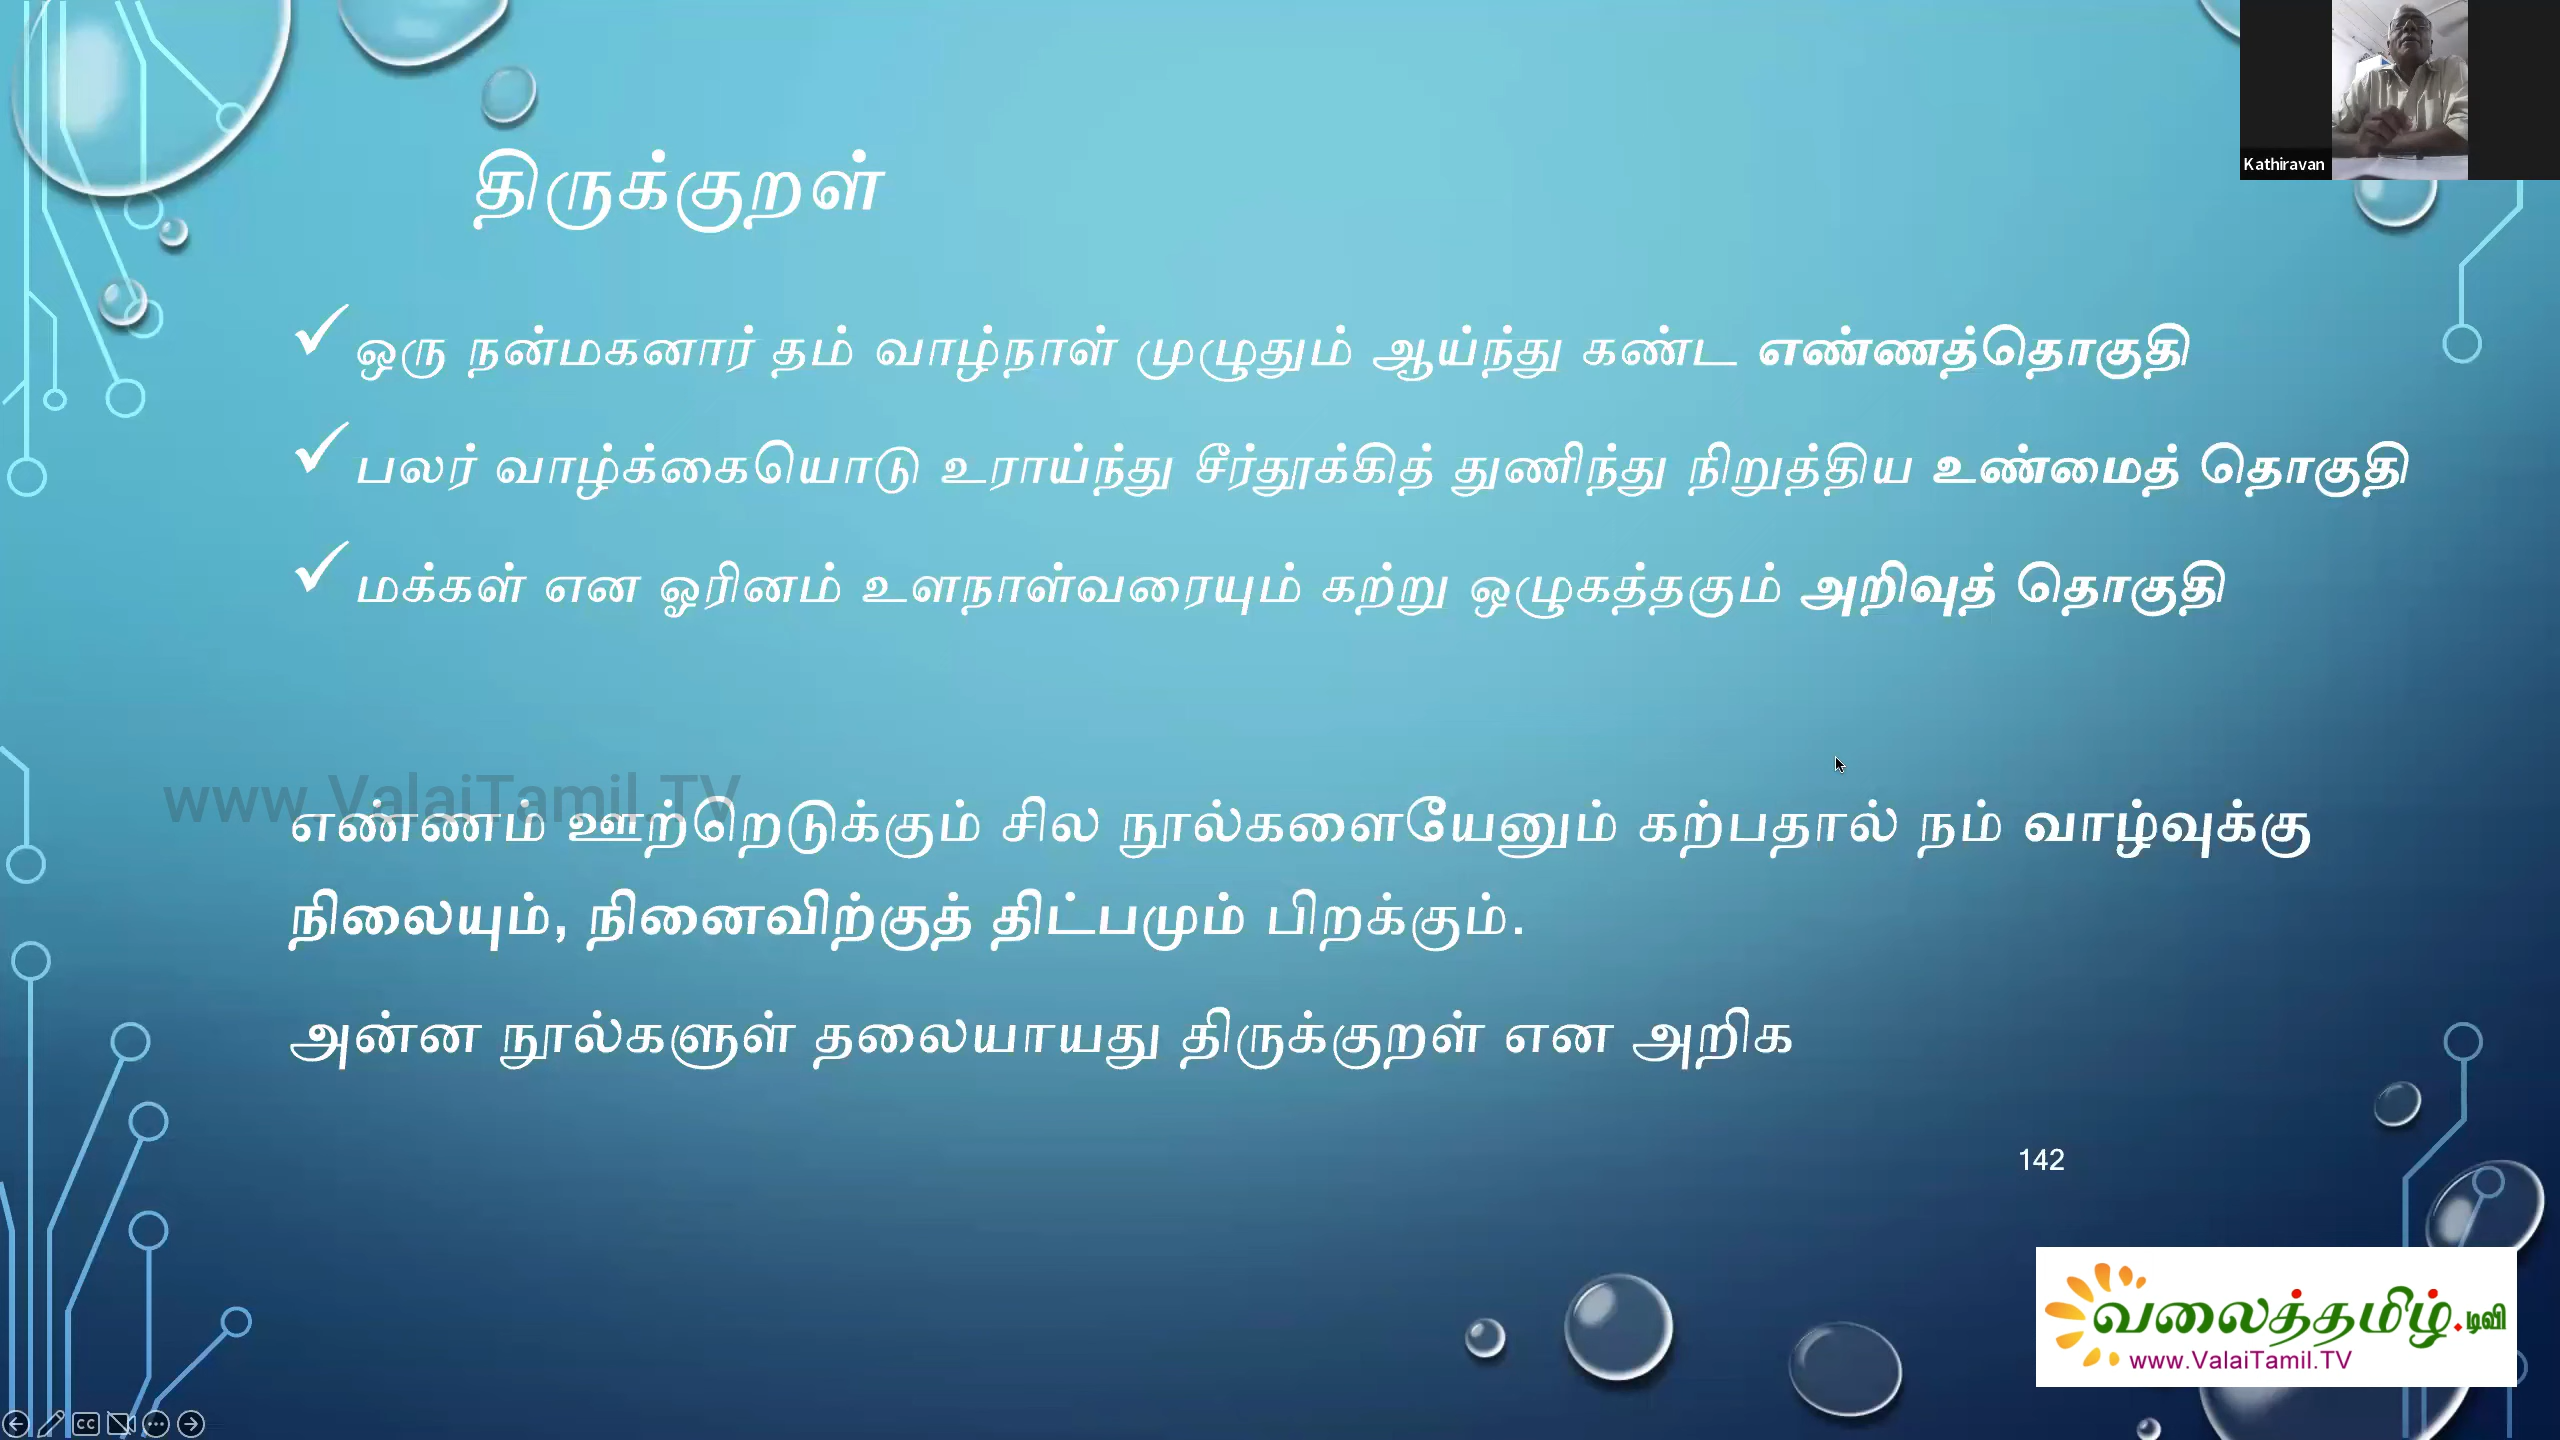 Kathiravan
திருக்குறள்
✓ ஒரு நன்மகனார் தம் வாழ்நாள் முழுதும் ஆய்ந்து கண்ட எண்ணத்தொகுதி
✓ பலர் வாழ்க்கையொடு உராய்ந்து சீர்தூக்கித் துணிந்து நிறுத்திய உண்மைத் தொகுதி
✓ மக்கள் என ஓரினம் உளநாள்வரையும் கற்று ஒழுகத்தகும் அறிவுத் தொகுதி
www.ValaiTamil.TV
எண்ணம் ஊற்றெடுக்கும் சில நூல்களையேனும் கற்பதால் நம் வாழ்வுக்கு
நிலையும், நினைவிற்குத் திட்பமும் பிறக்கும்.
அன்ன நூல்களுள் தலையாயது திருக்குறள் என அறிக
142
வலைத்தமிழ்.டிவி
www.ValaiTamil.TV
CC